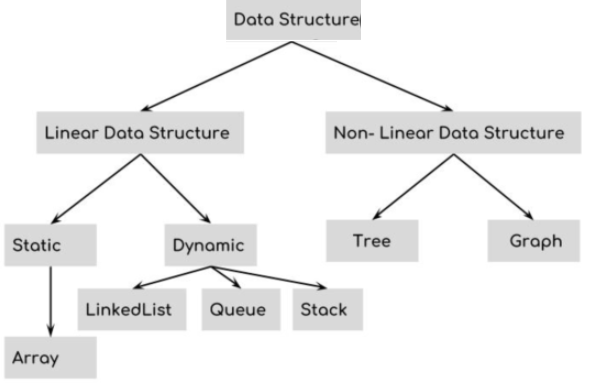 Data Structure
Linear Data Structure
Non- Linear Data Structure
Static
Dynamic
Tree
Graph
LinkedList
Queue
Stack
Array